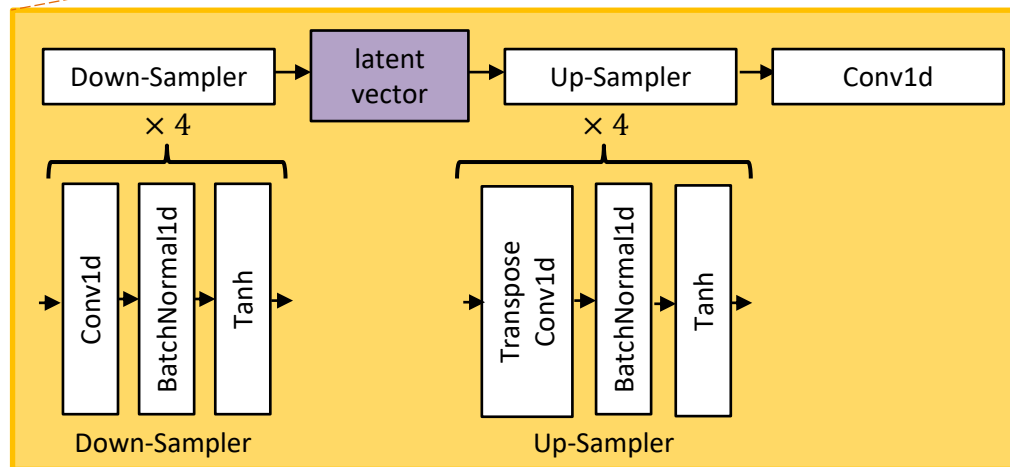 Down-Sampler
latent
vector
Up-Sampler
Conv1d
× 4
× 4
Conv1d
BatchNormal1d
Tanh
Transpose
Conv1d
BatchNormal1d
Tanh
Down-Sampler
Up-Sampler